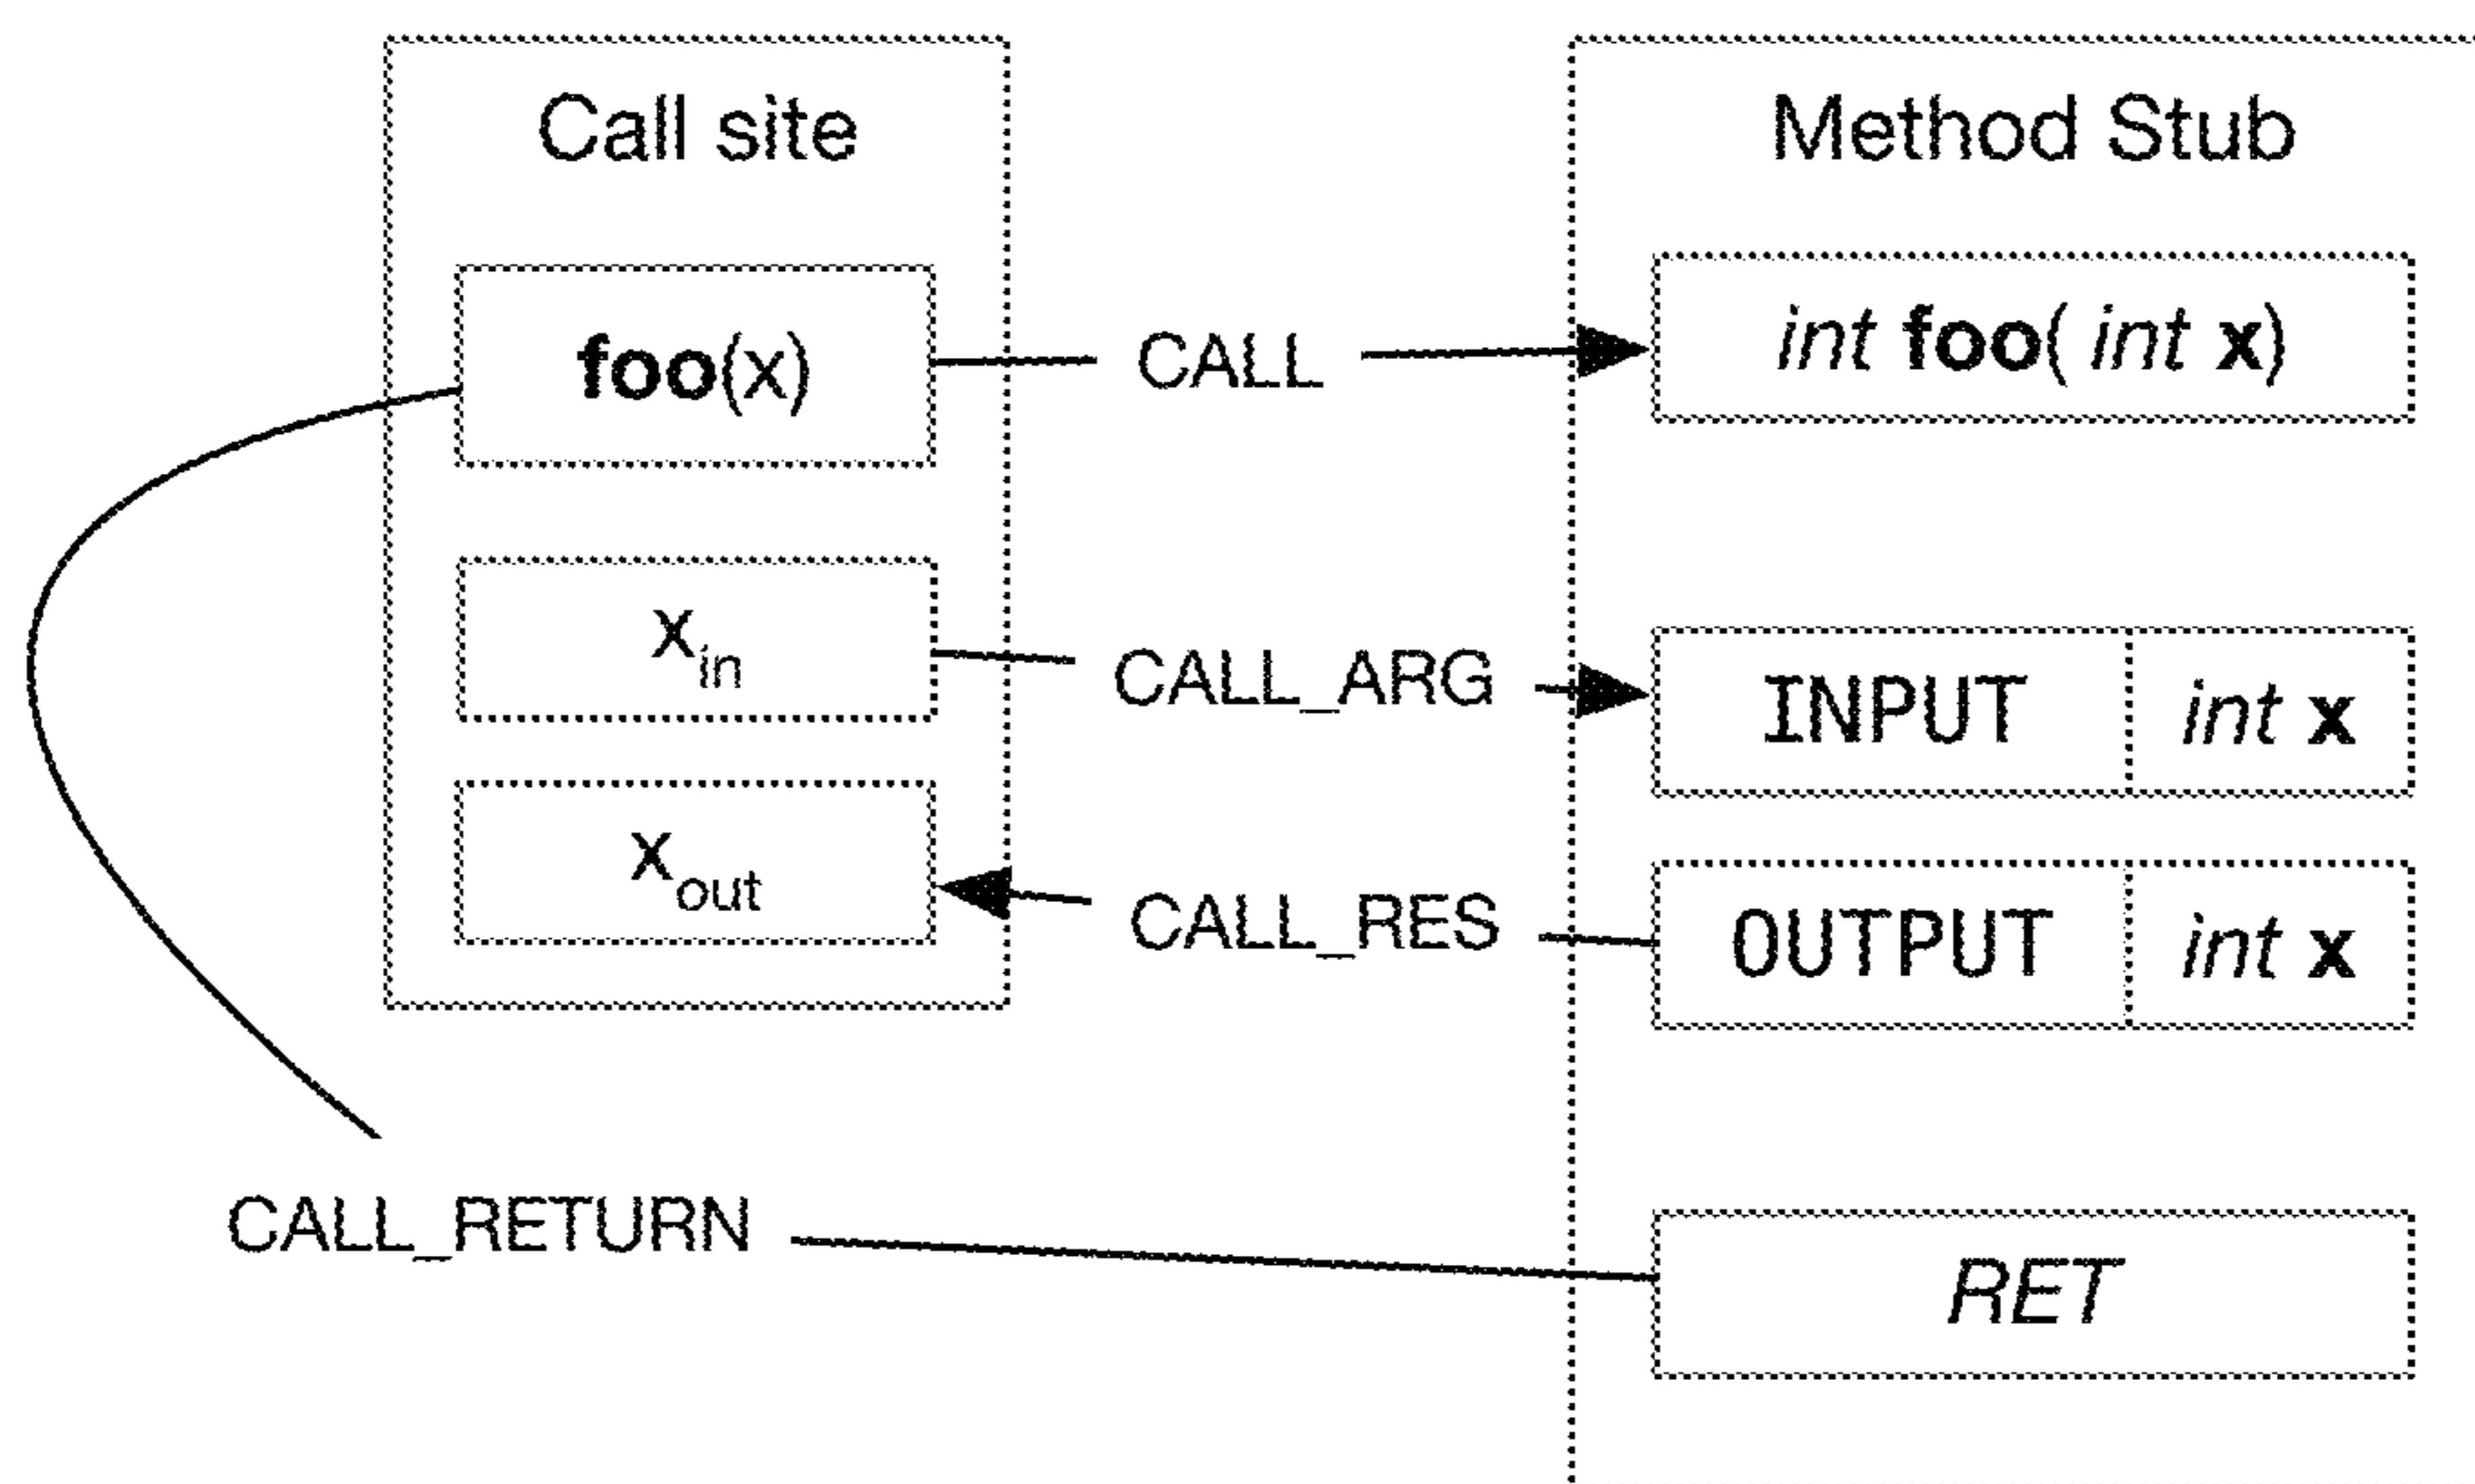 Call site
foo(x)
x_in
x_out
CALL
CALL_ARG
CALL_RES
CALL_RETURN
Method Stub
int foo( int x)
INPUT int x
OUTPUT int x
RET